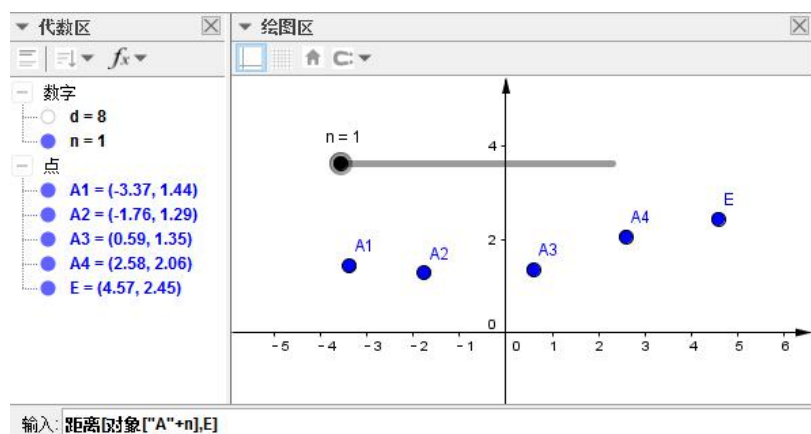 代数区
fx
数字
d = 8
n = 1
点
A1 = (-3.37, 1.44)
A2 = (-1.76, 1.29)
A3 = (0.59, 1.35)
A4 = (2.58, 2.06)
E = (4.57, 2.45)
绘图区
n = 1
4
E
A4
2
A1
A2
A3
0
-5 -4 -3 -2 -1 0 1 2 3 4 5 6
输入: 距离[对象["A"+n],E]